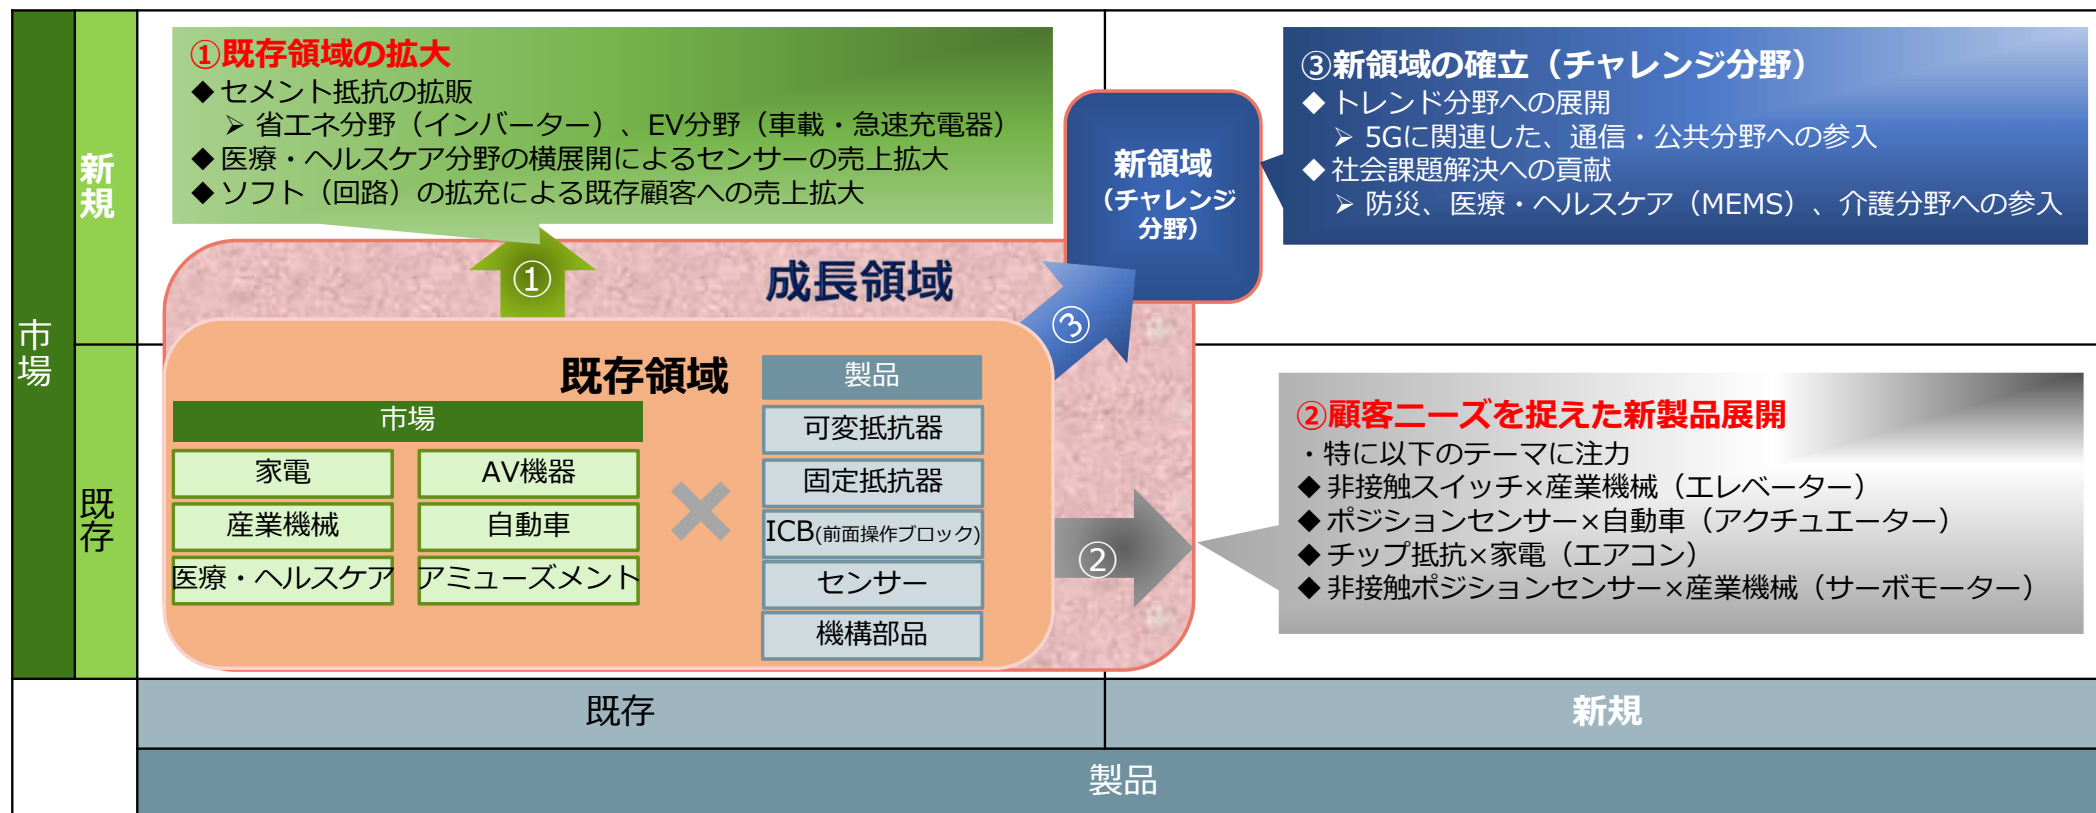 市場
新規
既存
①既存領域の拡大
◆セメント抵抗の拡販
➢ 省エネ分野（インバーター）、EV分野（車載・急速充電器）
◆医療・ヘルスケア分野の横展開によるセンサーの売上拡大
◆ソフト（回路）の拡充による既存顧客への売上拡大
①
成長領域
新領域
（チャレンジ
分野）
③
③新領域の確立（チャレンジ分野）
◆トレンド分野への展開
➢ 5Gに関連した、通信・公共分野への参入
◆社会課題解決への貢献
➢ 防災、医療・ヘルスケア（MEMS）、介護分野への参入
既存領域
市場
家電
AV機器
産業機械
自動車
医療・ヘルスケア
アミューズメント
×
製品
可変抵抗器
固定抵抗器
ICB(前面操作ブロック)
センサー
機構部品
②
②顧客ニーズを捉えた新製品展開
・特に以下のテーマに注力
◆非接触スイッチ×産業機械（エレベーター）
◆ポジションセンサー×自動車（アクチュエーター）
◆チップ抵抗×家電（エアコン）
◆非接触ポジションセンサー×産業機械（サーボモーター）
既存
新規
製品